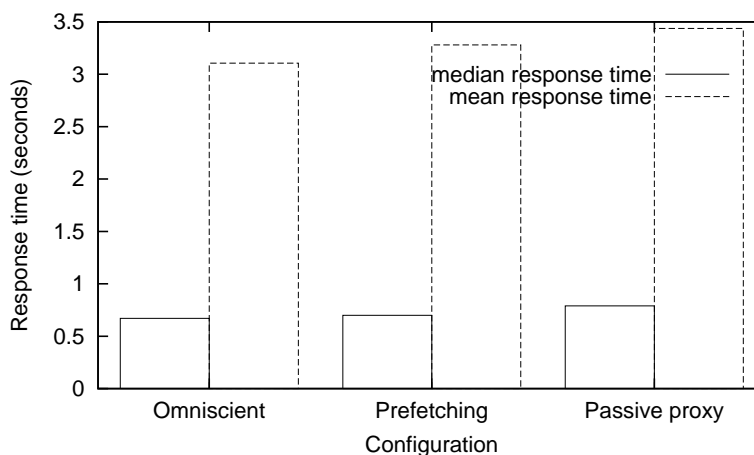 3.5
3
2.5
2
1.5
1
0.5
0
Response time (seconds)
median response time
mean response time
Omniscient Prefetching Passive proxy
Configuration